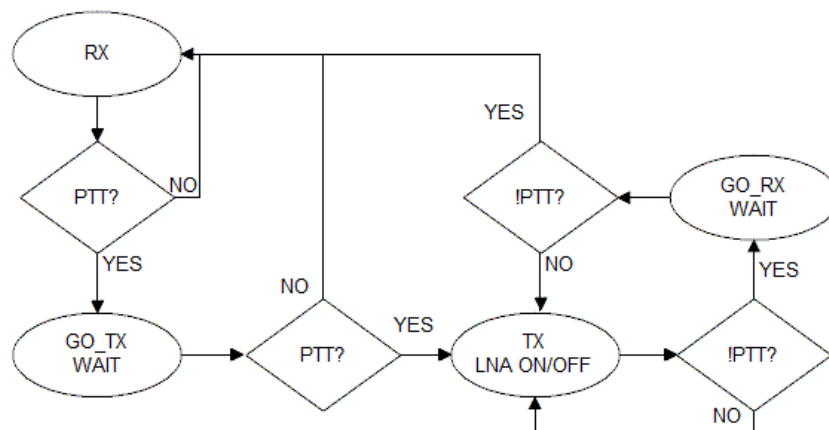 RX
YES
PTT?
NO
!PTT?
GO_RX
WAIT
YES
NO
YES
NO
YES
GO_TX
WAIT
PTT?
TX
LNA ON/OFF
!PTT?
NO